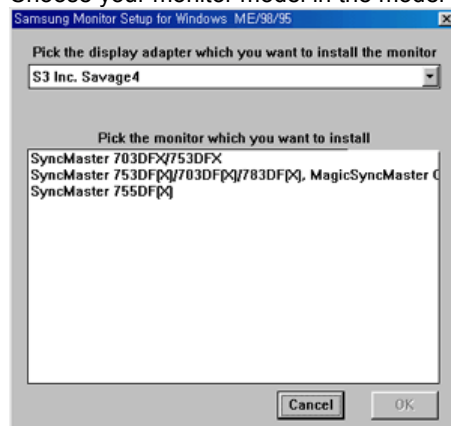 Choose your monitor model in the model
Samsung Monitor Setup for Windows ME/98/95
Pick the display adapter which you want to install the monitor
S3 Inc. Savage4
Pick the monitor which you want to install
SyncMaster 703DFX/753DFX
SyncMaster 753DF[X]/703DF[X]/783DF[X], MagicSyncMaster
SyncMaster 755DF[X]
Cancel
OK